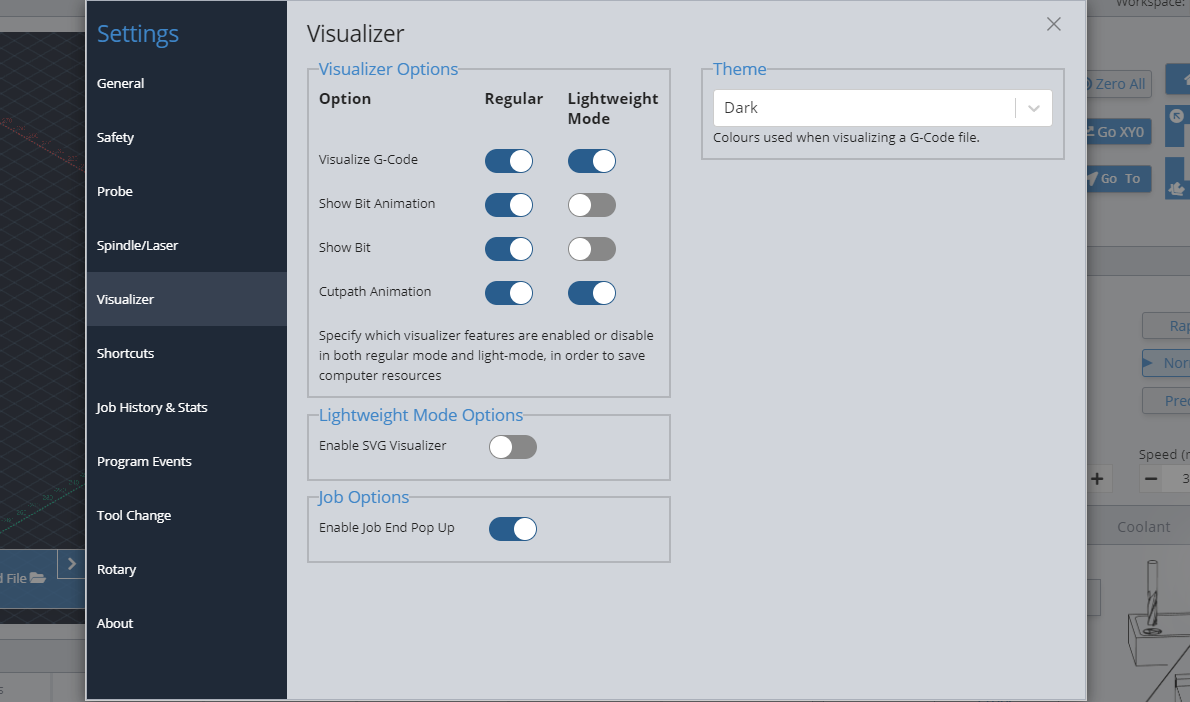 Settings
General
Safety
Probe
Spindle/Laser
Visualizer
Shortcuts
Job History & Stats
Program Events
Tool Change
Rotary
About
Visualizer
Visualizer Options
Option Regular Lightweight
Mode
Visualize G-Code
Show Bit Animation
Show Bit
Cutpath Animation
Specify which visualizer features are enabled or disable
in both regular mode and light-mode, in order to save
computer resources
Lightweight Mode Options
Enable SVG Visualizer
Job Options
Enable Job End Pop Up
Theme
Dark
Colours used when visualizing a G-Code file.
Workspace:
Zero All
Go XY0
Go To
Speed
Coolant
File